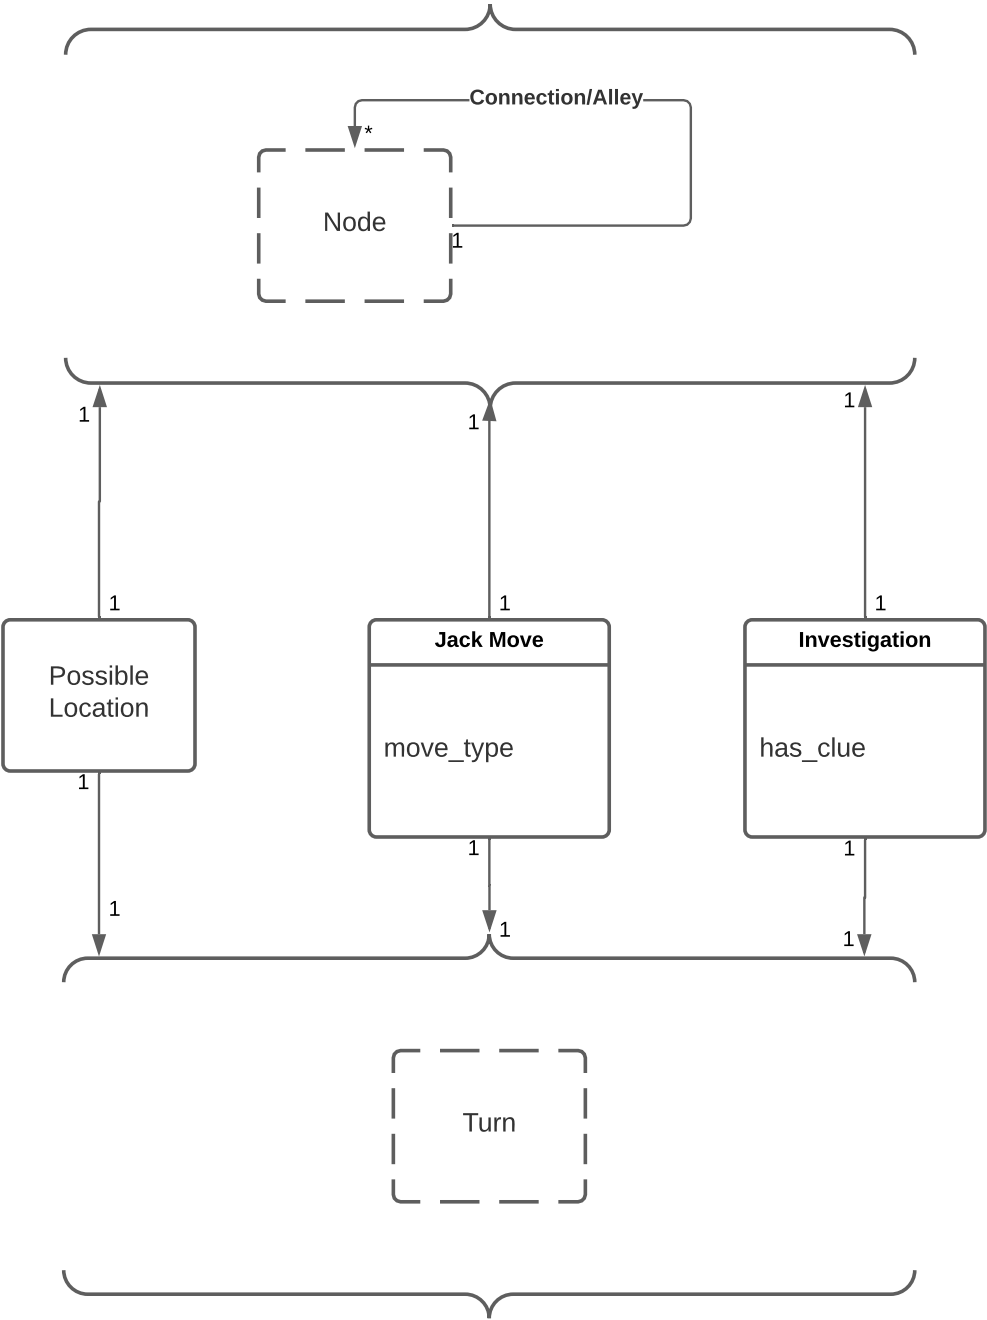 Connection/Alley
*
Node
1
1
1
1
1
1
1
Possible
Location
Jack Move
move_type
Investigation
has_clue
1
1
1
1
1
1
Turn